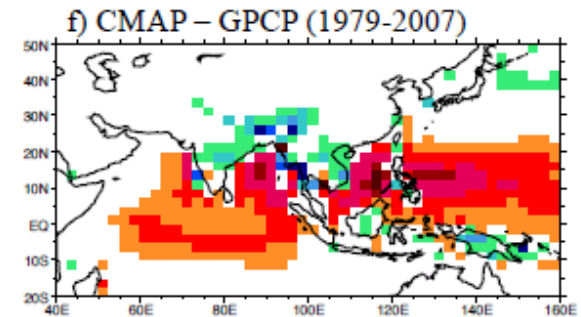 f) CMAP – GPCP (1979-2007)
50N
40N
30N
20N
10N
EQ
10S
20S
40E 60E 80E 100E 120E 140E 160E